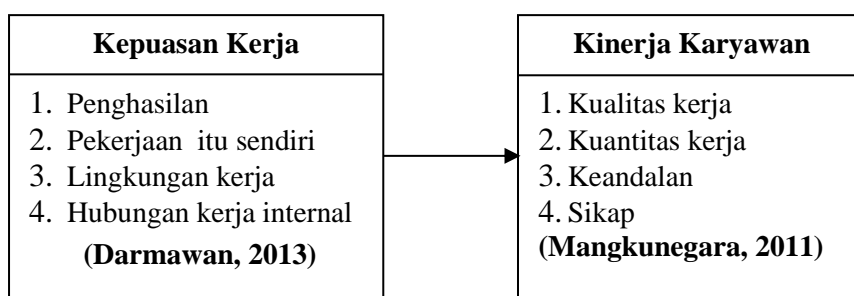 Kepuasan Kerja
1. Penghasilan
2. Pekerjaan itu sendiri
3. Lingkungan kerja
4. Hubungan kerja internal
(Darmawan, 2013)
Kinerja Karyawan
1. Kualitas kerja
2. Kuantitas kerja
3. Keandalan
4. Sikap
(Mangkunegara, 2011)